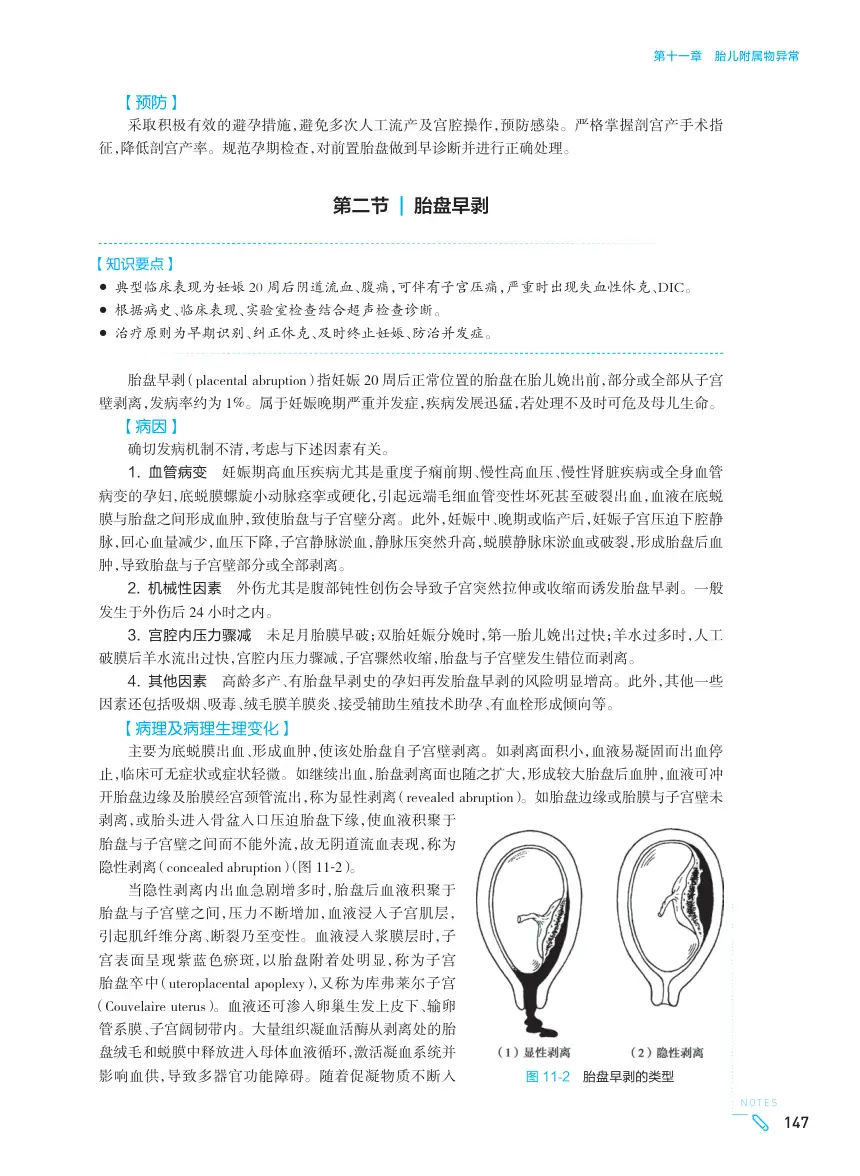 第十一章 胎儿附属物异常
【预防】
采取积极有效的避孕措施,避免多次人工流产及宫腔操作,预防感染。严格掌握剖宫产手术指
征,降低剖宫产率。规范孕期检查,对前置胎盘做到早诊断并进行正确处理。
第二节 | 胎盘早剥
【知识要点】
● 典型临床表现为妊娠 20 周后阴道流血、腹痛,可伴有子宫压痛,严重时出现失血性休克、DIC。
● 根据病史、临床表现、实验室检查结合超声检查诊断。
● 治疗原则为早期识别、纠正休克、及时终止妊娠、防治并发症。
胎盘早剥(placental abruption)指妊娠 20 周后正常位置的胎盘在胎儿娩出前,部分或全部从子宫
壁剥离,发病率约为 1%。属于妊娠晚期严重并发症,疾病发展迅猛,若处理不及时可危及母儿生命。
【病因】
确切发病机制不清,考虑与下述因素有关。
1. 血管病变 妊娠期高血压疾病尤其是重度子痫前期、慢性高血压、慢性肾脏疾病或全身血管
病变的孕妇,底蜕膜螺旋小动脉痉挛或硬化,引起远端毛细血管变性坏死甚至破裂出血,血液在底蜕
膜与胎盘之间形成血肿,致使胎盘与子宫壁分离。此外,妊娠中、晚期或临产后,妊娠子宫压迫下腔静
脉,回心血量减少,血压下降,子宫静脉淤血,静脉压突然升高,蜕膜静脉床淤血或破裂,形成胎盘后血
肿,导致胎盘与子宫壁部分或全部剥离。
2. 机械性因素 外伤尤其是腹部钝性创伤会导致子宫突然拉伸或收缩而诱发胎盘早剥。一般
发生于外伤后 24 小时之内。
3. 宫腔内压力骤减 未足月胎膜早破;双胎妊娠分娩时,第一胎儿娩出过快;羊水过多时,人工
破膜后羊水流出过快,宫腔内压力骤减,子宫骤然收缩,胎盘与子宫壁发生错位而剥离。
4. 其他因素 高龄多产、有胎盘早剥史的孕妇再发胎盘早剥的风险明显增高。此外,其他一些
因素还包括吸烟、吸毒、绒毛膜羊膜炎、接受辅助生殖技术助孕、有血栓形成倾向等。
【病理及病理生理变化】
主要为底蜕膜出血、形成血肿,使该处胎盘自子宫壁剥离。如剥离面积小,血液易凝固而出血停
止,临床可无症状或症状轻微。如继续出血,胎盘剥离面也随之扩大,形成较大胎盘后血肿,血液可冲
开胎盘边缘及胎膜经宫颈管流出,称为显性剥离(revealed abruption)。如胎盘边缘或胎膜与子宫壁未
剥离,或胎头进入骨盆入口压迫胎盘下缘,使血液积聚于
胎盘与子宫壁之间而不能外流,故无阴道流血表现,称为
隐性剥离(concealed abruption)(图 11-2)。
当隐性剥离内出血急剧增多时,胎盘后血液积聚于
胎盘与子宫壁之间,压力不断增加,血液浸入子宫肌层,
引起肌纤维分离、断裂乃至变性。血液浸入浆膜层时,子
宫表面呈现紫蓝色瘀斑,以胎盘附着处明显,称为子宫
胎盘卒中(uteroplacental apoplexy),又称为库弗莱尔子宫
(Couvelaire uterus)。血液还可渗入卵巢生发上皮下、输卵
管系膜、子宫阔韧带内。大量组织凝血活酶从剥离处的胎
盘绒毛和蜕膜中释放进入母体血液循环,激活凝血系统并
影响血供,导致多器官功能障碍。随着促凝物质不断入
(1)显性剥离 (2)隐性剥离
图 11-2 胎盘早剥的类型
NOTES
147